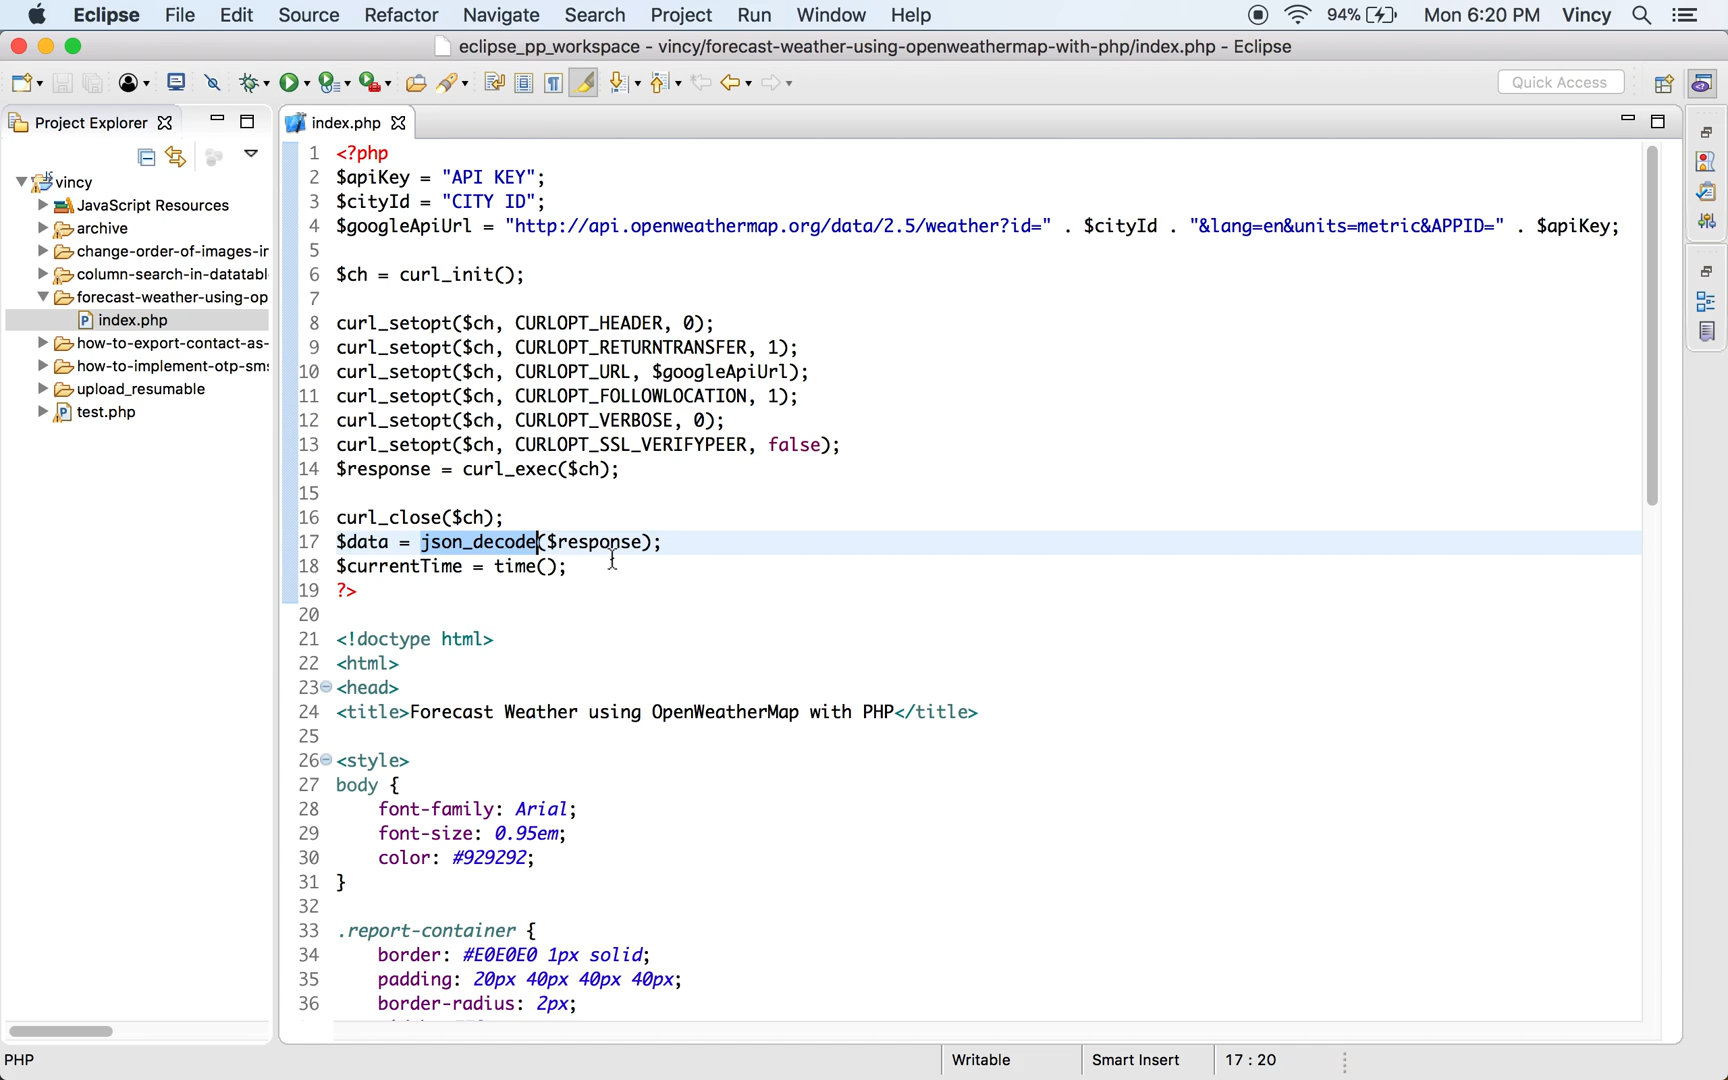 Eclipse File Edit Source Refactor Navigate Search Project Run Window Help 94% Mon 6:20 PM Vincy
eclipse_pp_workspace - vincy/forecast-weather-using-openweathermap-with-php/index.php - Eclipse
Quick Access
Project Explorer
vincy
JavaScript Resources
archive
change-order-of-images-ir
column-search-in-datatabl
forecast-weather-using-op
index.php
how-to-export-contact-as-
how-to-implement-otp-sms
upload_resumable
test.php
index.php
1 <?php
2 $apiKey = "API KEY";
3 $cityId = "CITY ID";
4 $googleApiUrl = "http://api.openweathermap.org/data/2.5/weather?id=" . $cityId . "&lang=en&units=metric&APPID=" . $apiKey;
5
6 $ch = curl_init();
7
8 curl_setopt($ch, CURLOPT_HEADER, 0);
9 curl_setopt($ch, CURLOPT_RETURNTRANSFER, 1);
10 curl_setopt($ch, CURLOPT_URL, $googleApiUrl);
11 curl_setopt($ch, CURLOPT_FOLLOWLOCATION, 1);
12 curl_setopt($ch, CURLOPT_VERBOSE, 0);
13 curl_setopt($ch, CURLOPT_SSL_VERIFYPEER, false);
14 $response = curl_exec($ch);
15
16 curl_close($ch);
17 $data = json_decode($response);
18 $currentTime = time();
19 ?>
20
21 <!doctype html>
22 <html>
23 <head>
24 <title>Forecast Weather using OpenWeatherMap with PHP</title>
25
26 <style>
27 body {
28 font-family: Arial;
29 font-size: 0.95em;
30 color: #929292;
31 }
32
33 .report-container {
34 border: #E0E0E0 1px solid;
35 padding: 20px 40px 40px 40px;
36 border-radius: 2px;
PHP Writable Smart Insert 17 : 20